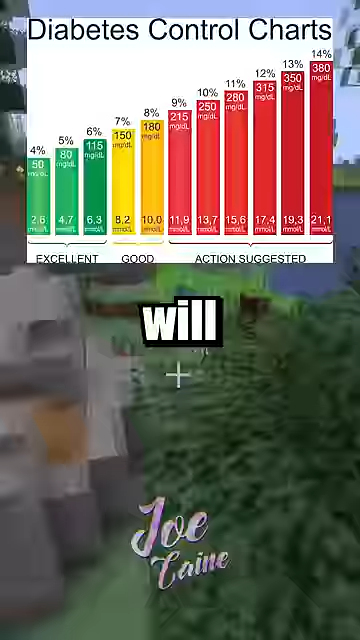 Diabetes Control Charts
4% 5% 6% 7% 8% 9% 10% 11% 12% 13% 14%
50 80 115 150 180 215 250 280 315 350 380
mg/dL mg/dL mg/dL mg/dL mg/dL mg/dL mg/dL mg/dL mg/dL mg/dL mg/dL
2,6 4,7 6,3 8,2 10,0 11,9 13,7 15,6 17,4 19,3 21,1
mmol/L mmol/L mmol/L mmol/L mmol/L mmol/L mmol/L mmol/L mmol/L mmol/L mmol/L
EXCELLENT GOOD ACTION SUGGESTED
will
Joe
Caine